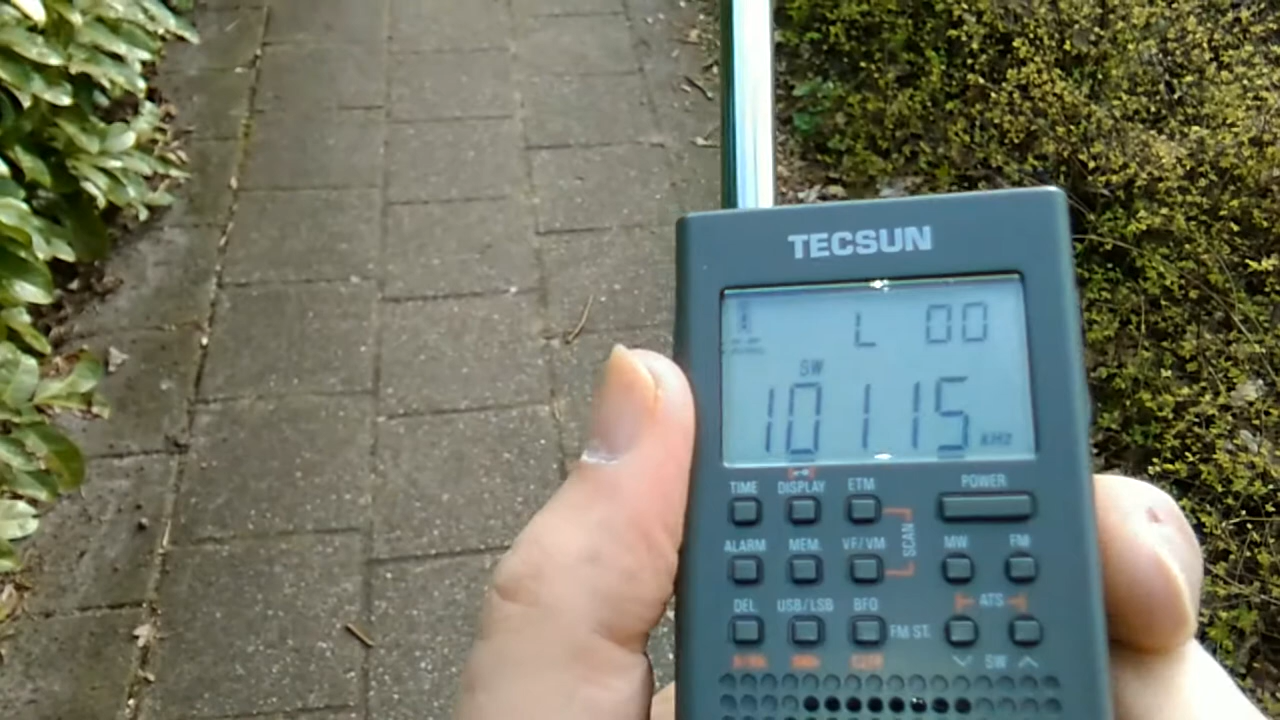 TECSUN
L 00
SW
10115 kHz
TIME DISPLAY ETM POWER
SCAN
ALARM MEM. VF/VM MW FM
ATS
DEL USB/LSB BFO FM ST.
SW